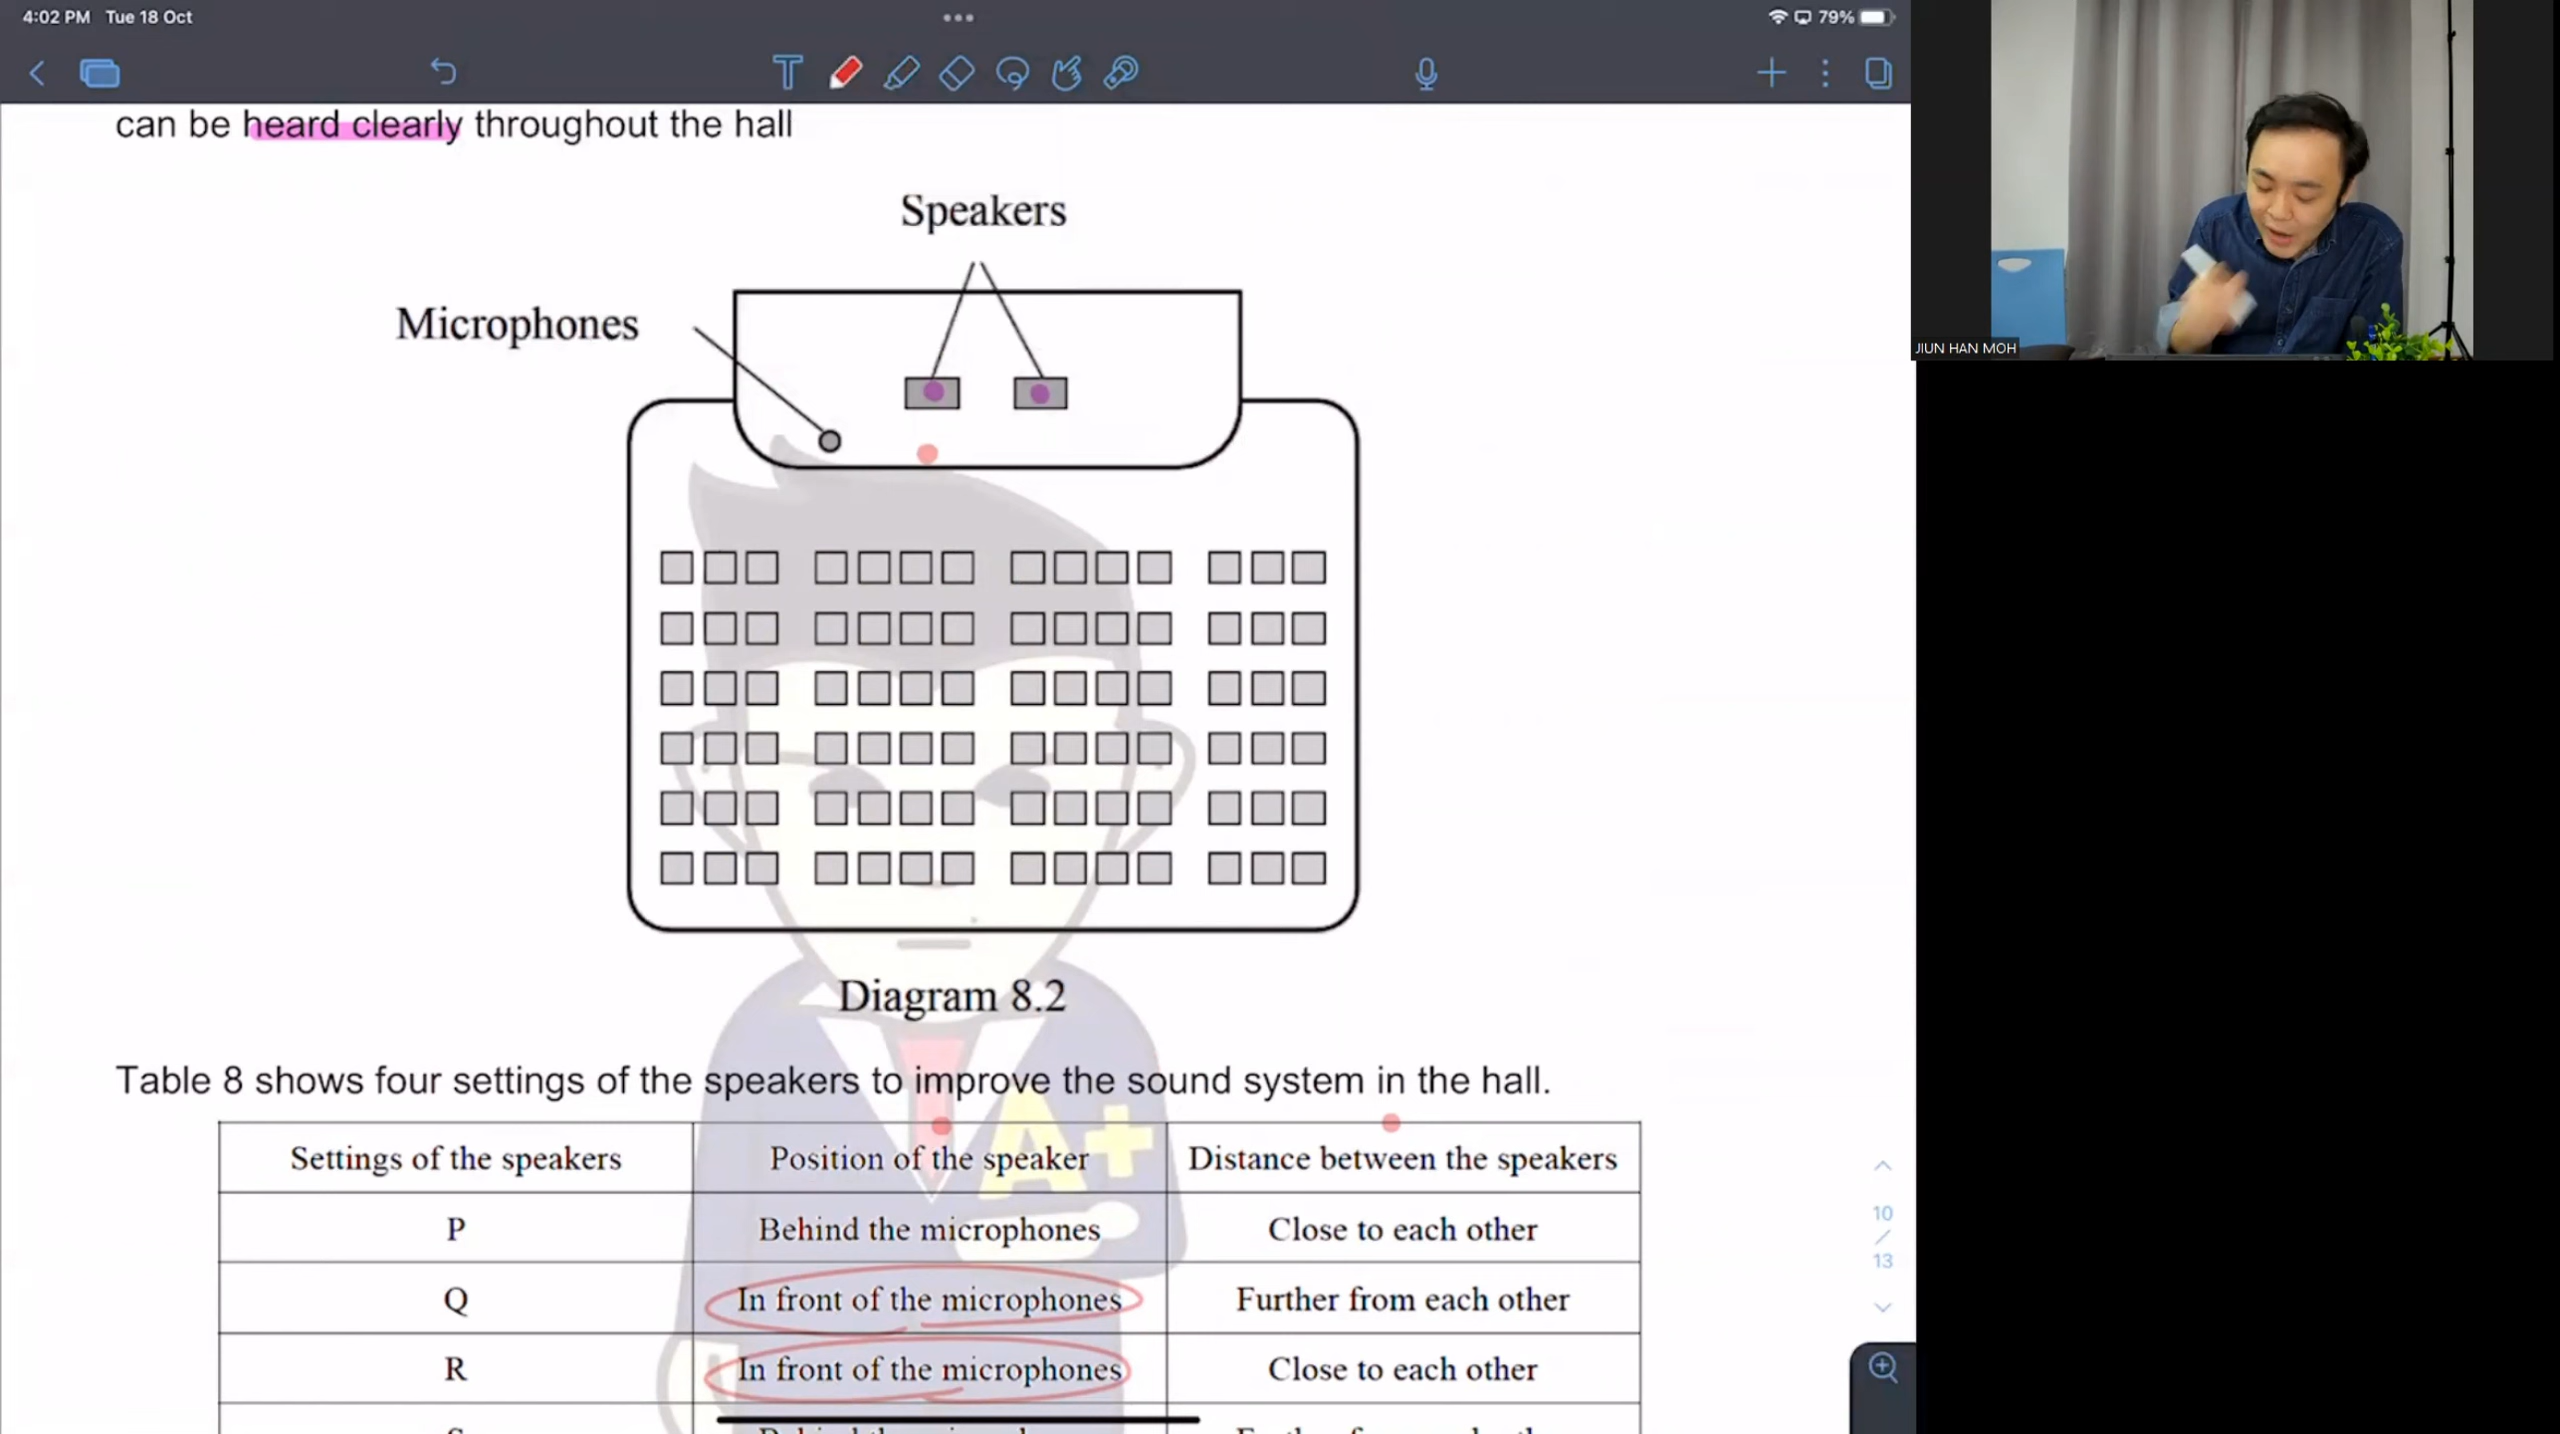 4:02 PM Tue 18 Oct
79%
can be heard clearly throughout the hall
Speakers
Microphones
JIUN HAN MOH
Diagram 8.2
A+
Table 8 shows four settings of the speakers to improve the sound system in the hall.
Settings of the speakers Position of the speaker Distance between the speakers
P Behind the microphones Close to each other
Q In front of the microphones Further from each other
R In front of the microphones Close to each other
10
/
13